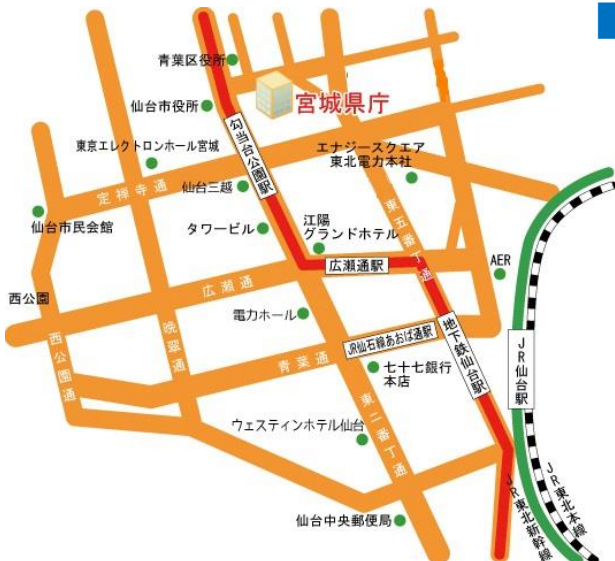 青葉区役所
宮城県庁
仙台市役所
勾当台公園駅
東京エレクトロンホール宮城
エナジースクエア
東北電力本社
定禅寺通
仙台三越
仙台市民会館
タワービル
江陽
グランドホテル
東五番丁通
広瀬通駅
AER
西公園
広瀬通
電力ホール
JR仙石線あおば通駅
地下鉄仙台駅
JR仙台駅
西公園通
晩翠通
青葉通
七十七銀行
本店
東二番丁通
ウェスティンホテル仙台
仙台中央郵便局
JR東北新幹線
JR東北本線